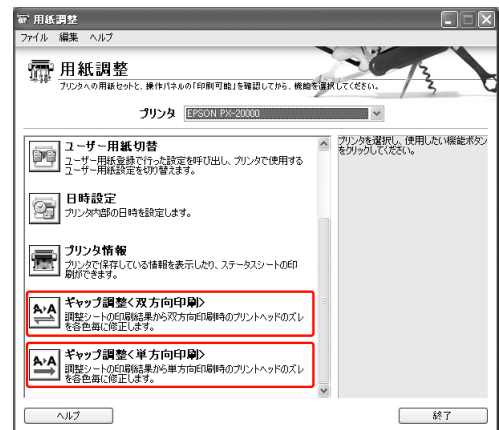 用紙調整
ファイル 編集 ヘルプ
用紙調整
プリンタへの用紙セットと、操作パネルの「印刷可能」を確認してから、機能を選択してください。
プリンタ EPSON PX-20000
ユーザー用紙切替
ユーザー用紙登録で行った設定を呼び出し、プリンタで使用する
ユーザー用紙設定を切り替えます。
日時設定
プリンタ内部の日時を設定します。
プリンタ情報
プリンタで保存している情報を表示したり、ステータスシートの印
刷ができます。
A▸A
ギャップ調整<双方向印刷>
調整シートの印刷結果から双方向印刷時のプリントヘッドのズレ
を各色毎に修正します。
A▸A
ギャップ調整<単方向印刷>
調整シートの印刷結果から単方向印刷時のプリントヘッドのズレ
を各色毎に修正します。
プリンタを選択し、使用したい機能ボタン
をクリックしてください。
ヘルプ
終了